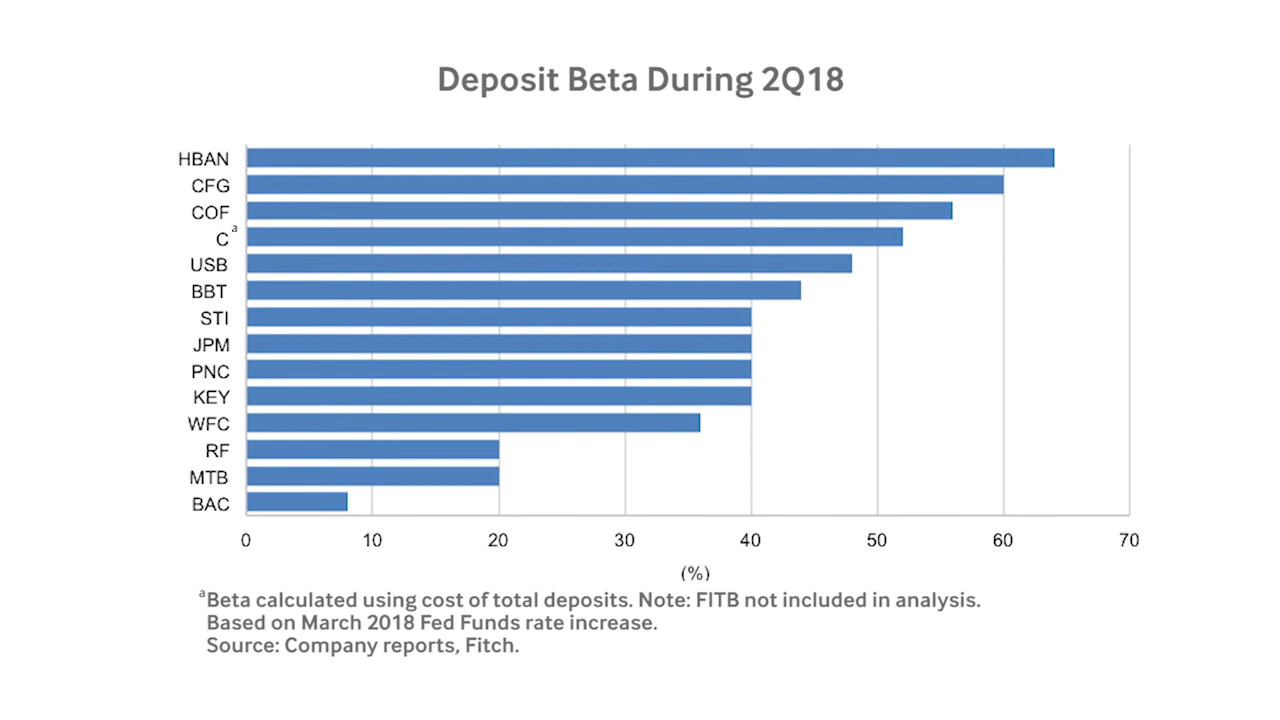 Deposit Beta During 2Q18
HBAN
CFG
COF
C a
USB
BBT
STI
JPM
PNC
KEY
WFC
RF
MTB
BAC
0 10 20 30 40 50 60 70
(%)
aBeta calculated using cost of total deposits. Note: FITB not included in analysis.
Based on March 2018 Fed Funds rate increase.
Source: Company reports, Fitch.